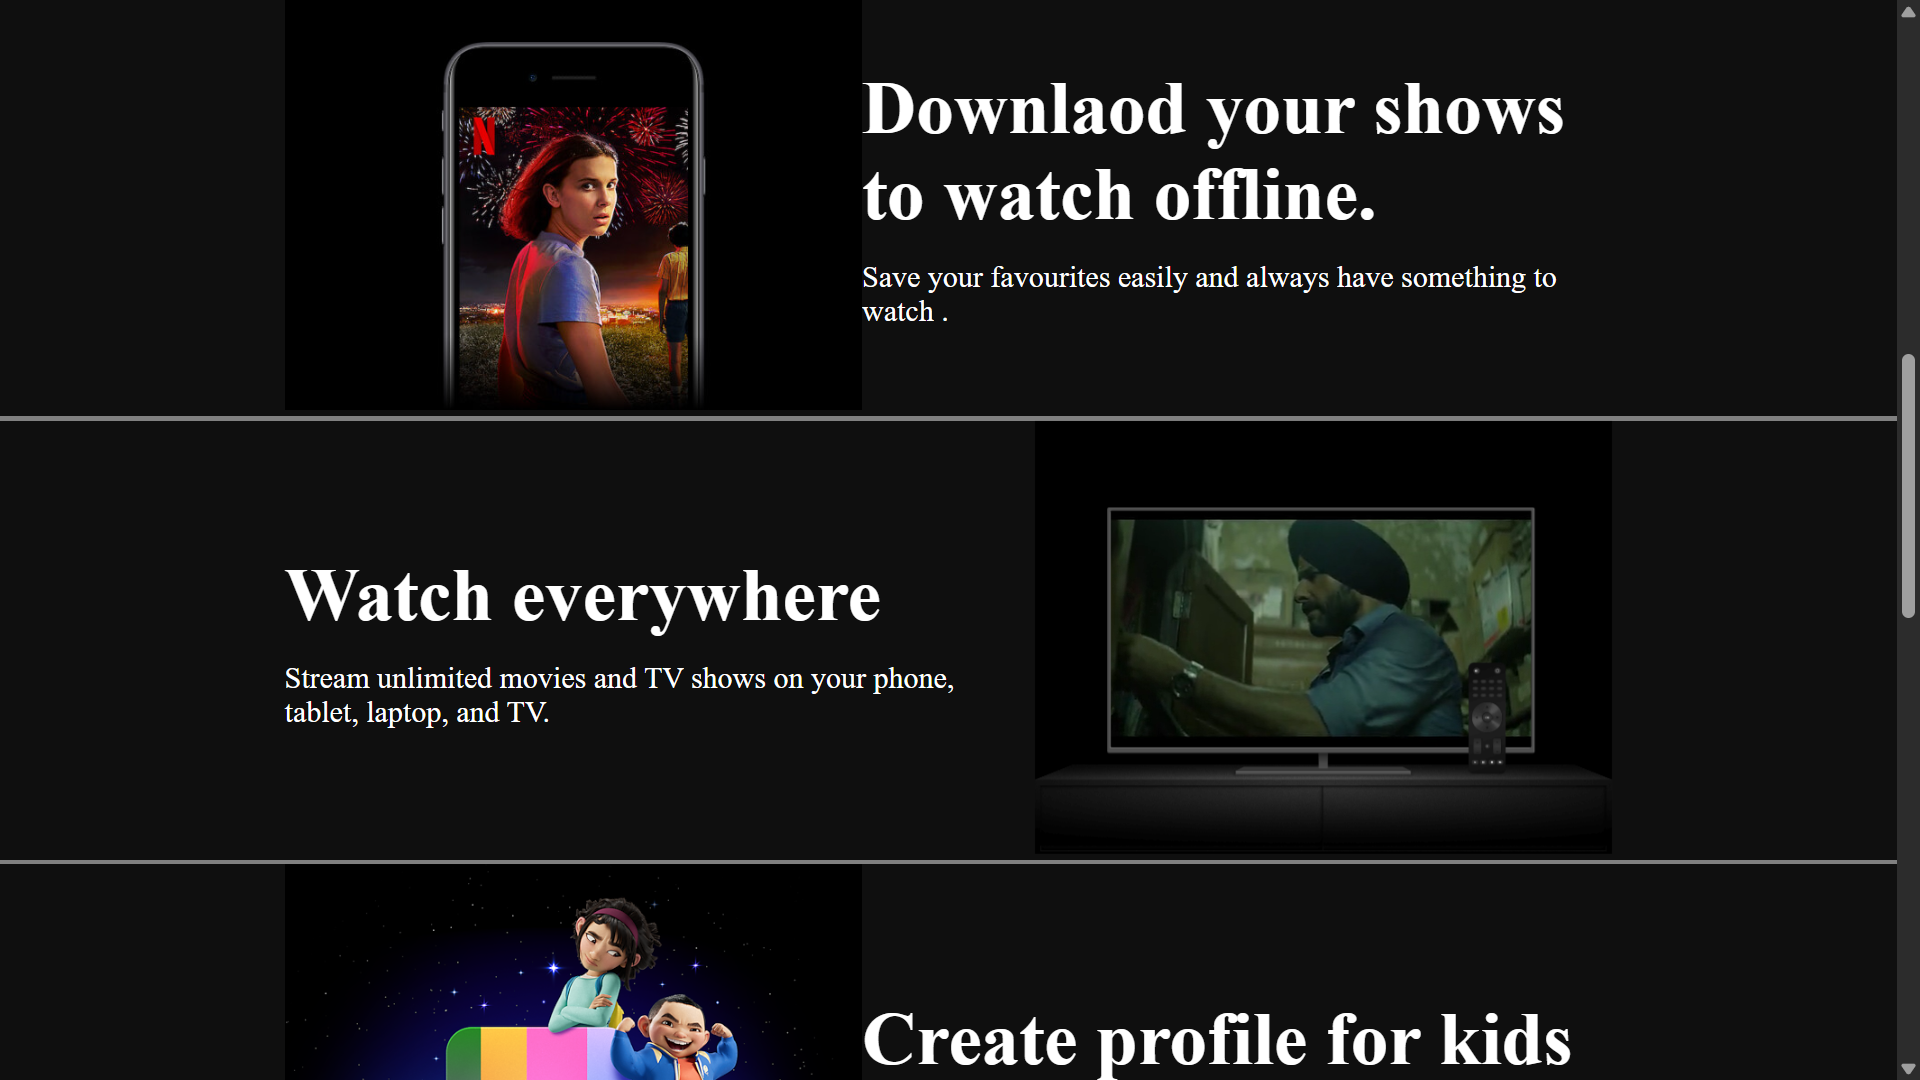 N
Downlaod your shows
to watch offline.
Save your favourites easily and always have something to
watch .
Watch everywhere
Stream unlimited movies and TV shows on your phone,
tablet, laptop, and TV.
Create profile for kids